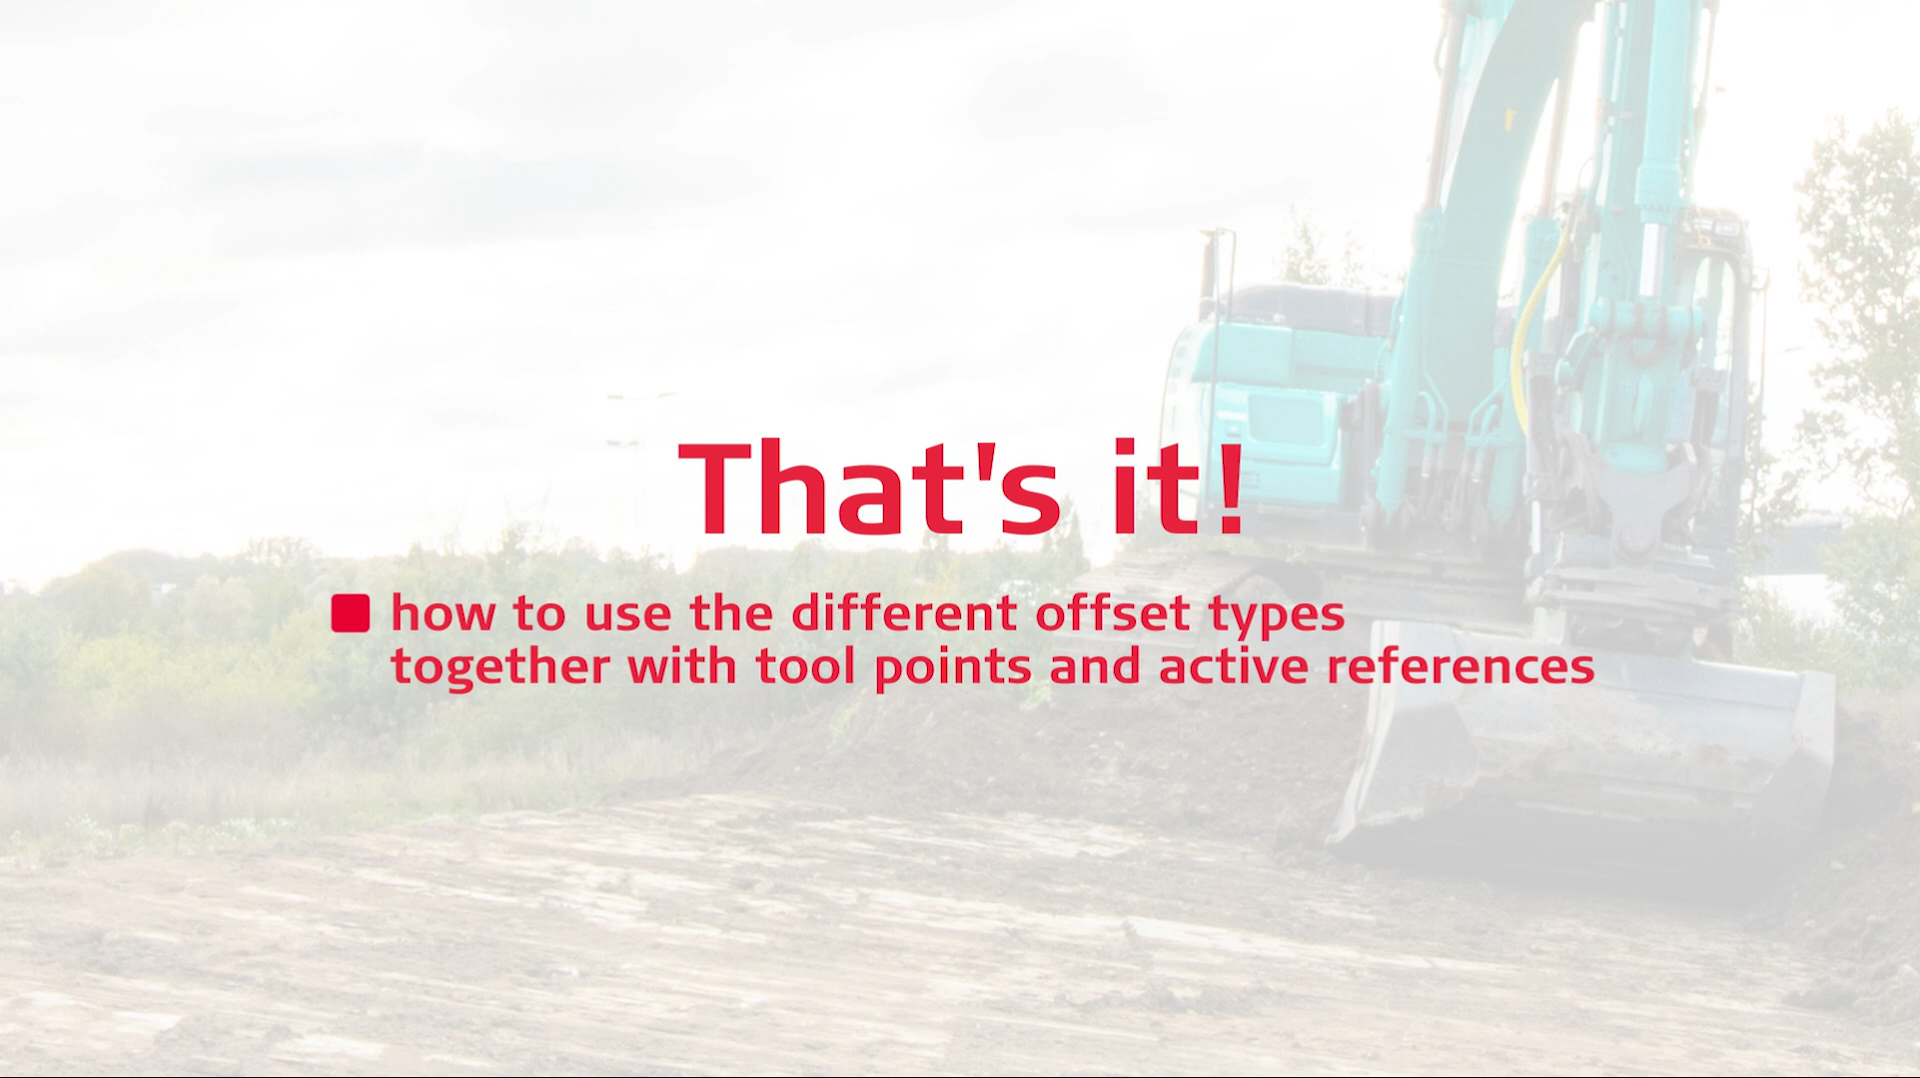 That's it!
how to use the different offset types
together with tool points and active references